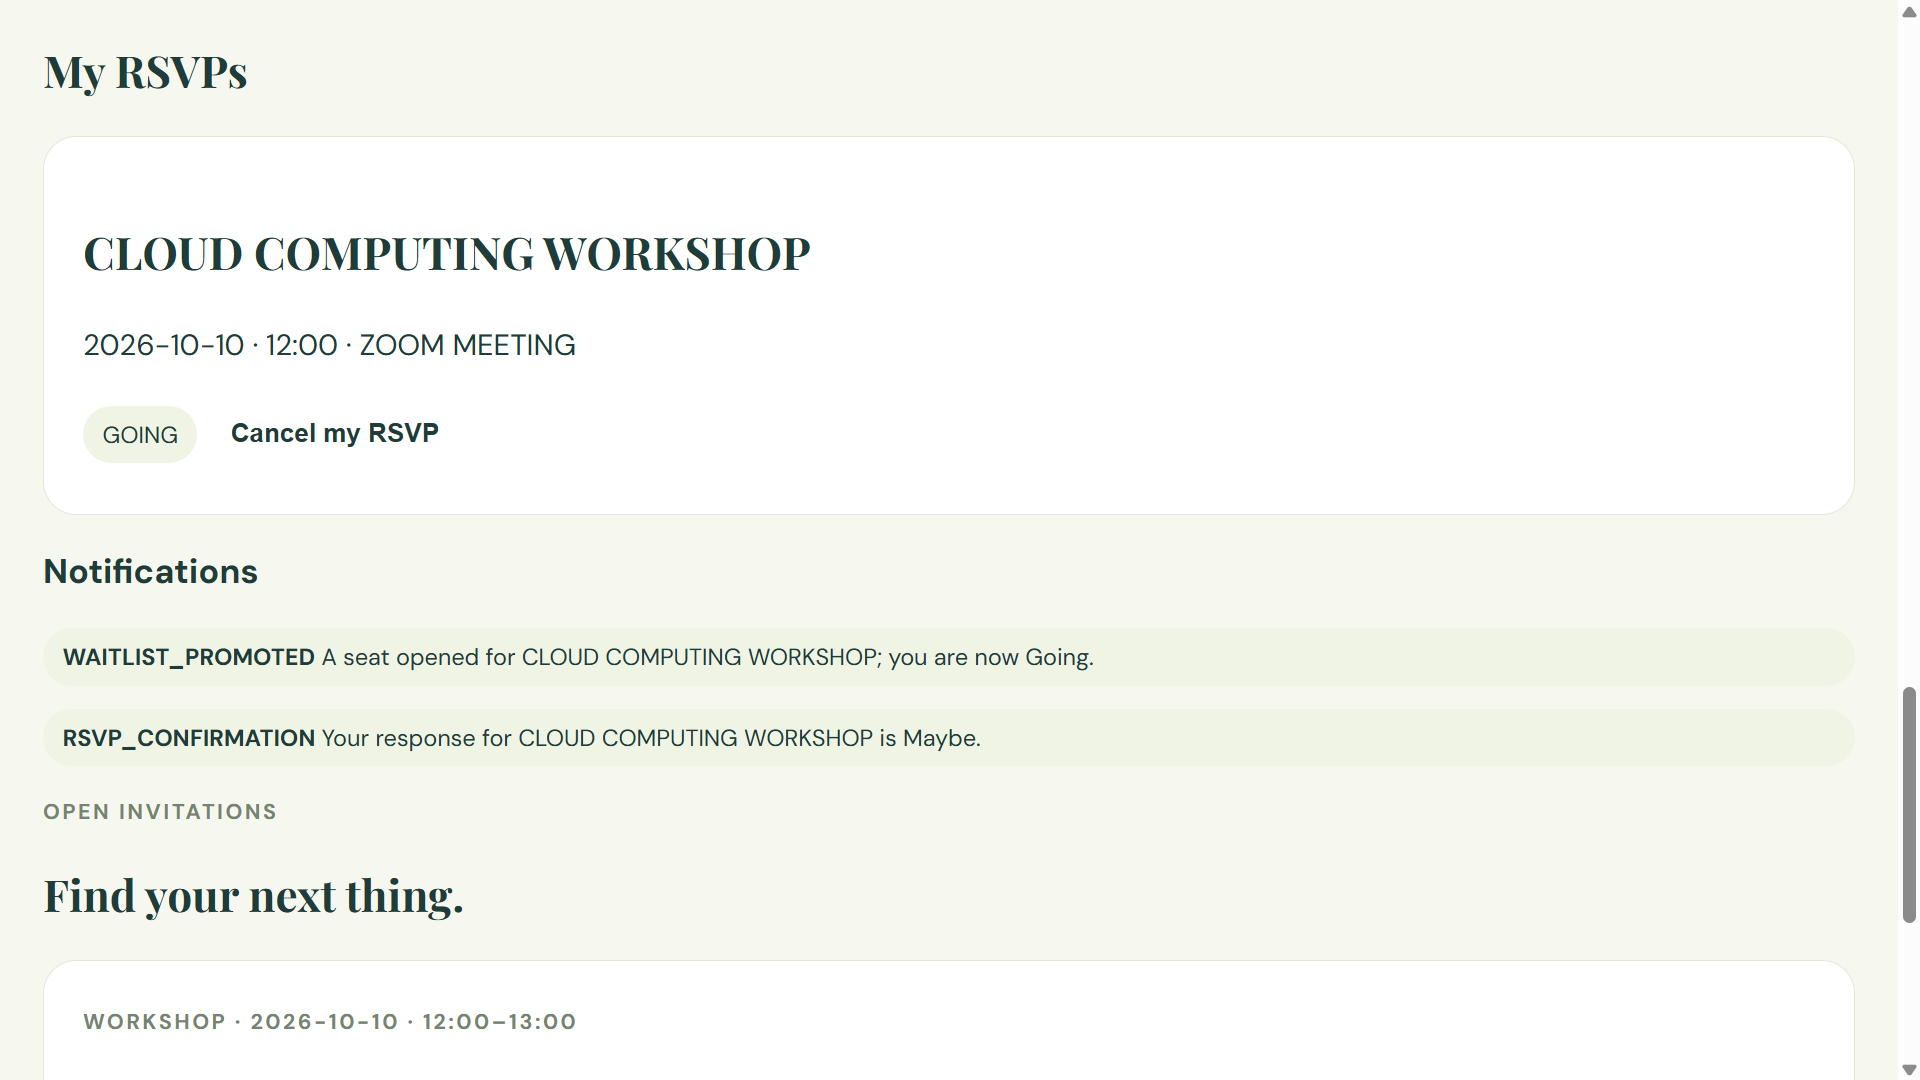 My RSVPs
CLOUD COMPUTING WORKSHOP
2026-10-10 · 12:00 · ZOOM MEETING
GOING Cancel my RSVP
Notifications
WAITLIST_PROMOTED A seat opened for CLOUD COMPUTING WORKSHOP; you are now Going.
RSVP_CONFIRMATION Your response for CLOUD COMPUTING WORKSHOP is Maybe.
OPEN INVITATIONS
Find your next thing.
WORKSHOP · 2026-10-10 · 12:00–13:00